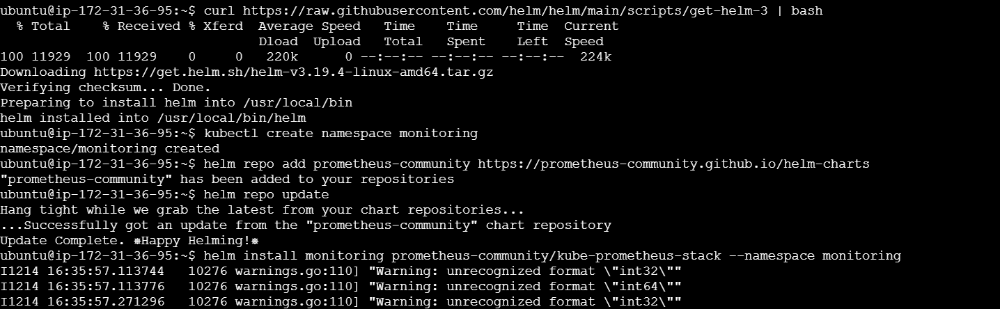 ubuntu@ip-172-31-36-95:~$ curl https://raw.githubusercontent.com/helm/helm/main/scripts/get-helm-3 | bash
  % Total    % Received % Xferd  Average Speed   Time    Time     Time  Current
                                 Dload  Upload   Total   Spent    Left  Speed
100 11929  100 11929    0     0   220k      0 --:--:-- --:--:-- --:--:--  224k
Downloading https://get.helm.sh/helm-v3.19.4-linux-amd64.tar.gz
Verifying checksum... Done.
Preparing to install helm into /usr/local/bin
helm installed into /usr/local/bin/helm
ubuntu@ip-172-31-36-95:~$ kubectl create namespace monitoring
namespace/monitoring created
ubuntu@ip-172-31-36-95:~$ helm repo add prometheus-community https://prometheus-community.github.io/helm-charts
"prometheus-community" has been added to your repositories
ubuntu@ip-172-31-36-95:~$ helm repo update
Hang tight while we grab the latest from your chart repositories...
...Successfully got an update from the "prometheus-community" chart repository
Update Complete. ⎈Happy Helming!⎈
ubuntu@ip-172-31-36-95:~$ helm install monitoring prometheus-community/kube-prometheus-stack --namespace monitoring
I1214 16:35:57.113744   10276 warnings.go:110] "Warning: unrecognized format \"int32\""
I1214 16:35:57.113776   10276 warnings.go:110] "Warning: unrecognized format \"int64\""
I1214 16:35:57.271296   10276 warnings.go:110] "Warning: unrecognized format \"int32\""